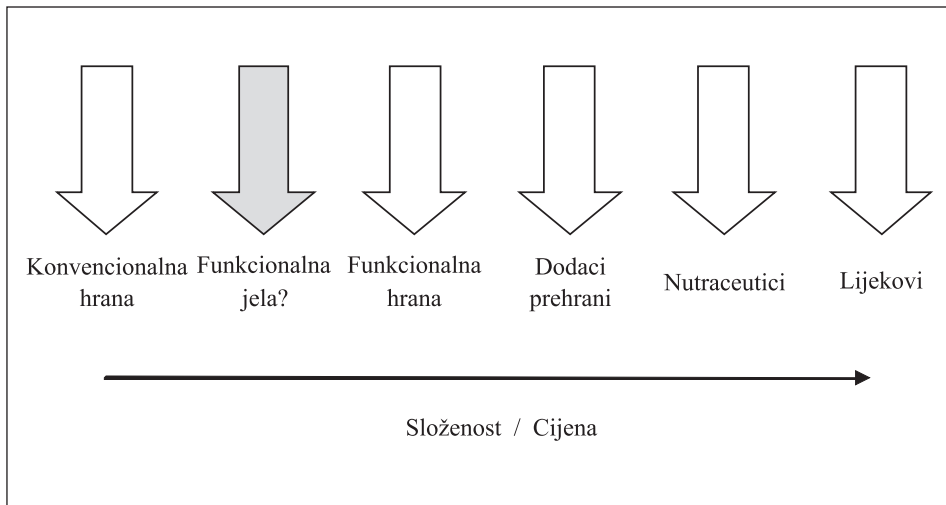 Konvencionalna
hrana
Funkcionalna
jela?
Funkcionalna
hrana
Dodaci
prehrani
Nutraceutici
Lijekovi
Složenost / Cijena